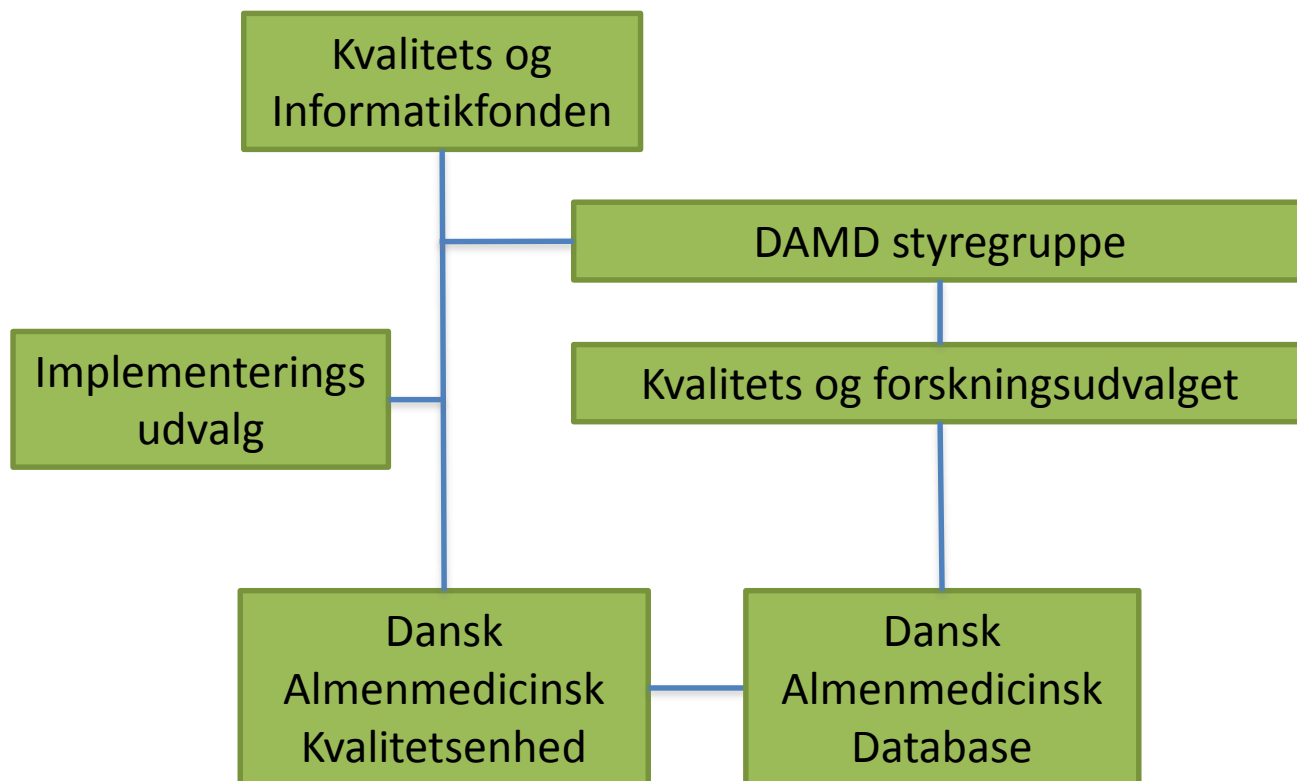 Kvalitets og
Informatikfonden
DAMD styregruppe
Implementerings
udvalg
Kvalitets og forskningsudvalget
Dansk
Almenmedicinsk
Kvalitetsenhed
Dansk
Almenmedicinsk
Database